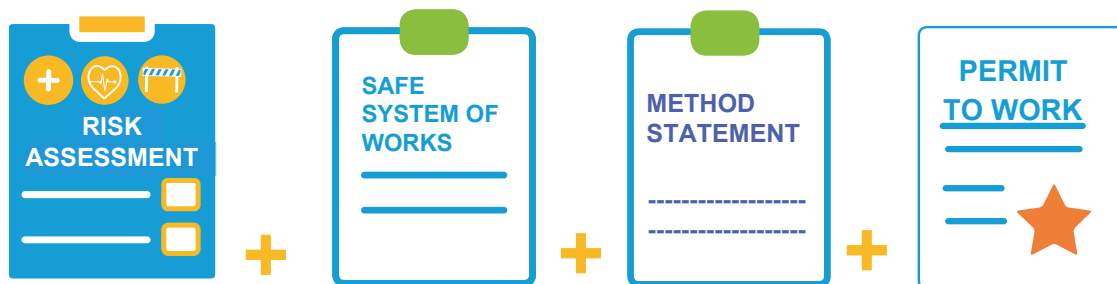 RISK
ASSESSMENT
SAFE
SYSTEM OF
WORKS
METHOD
STATEMENT
-------------------
-------------------
PERMIT
TO WORK